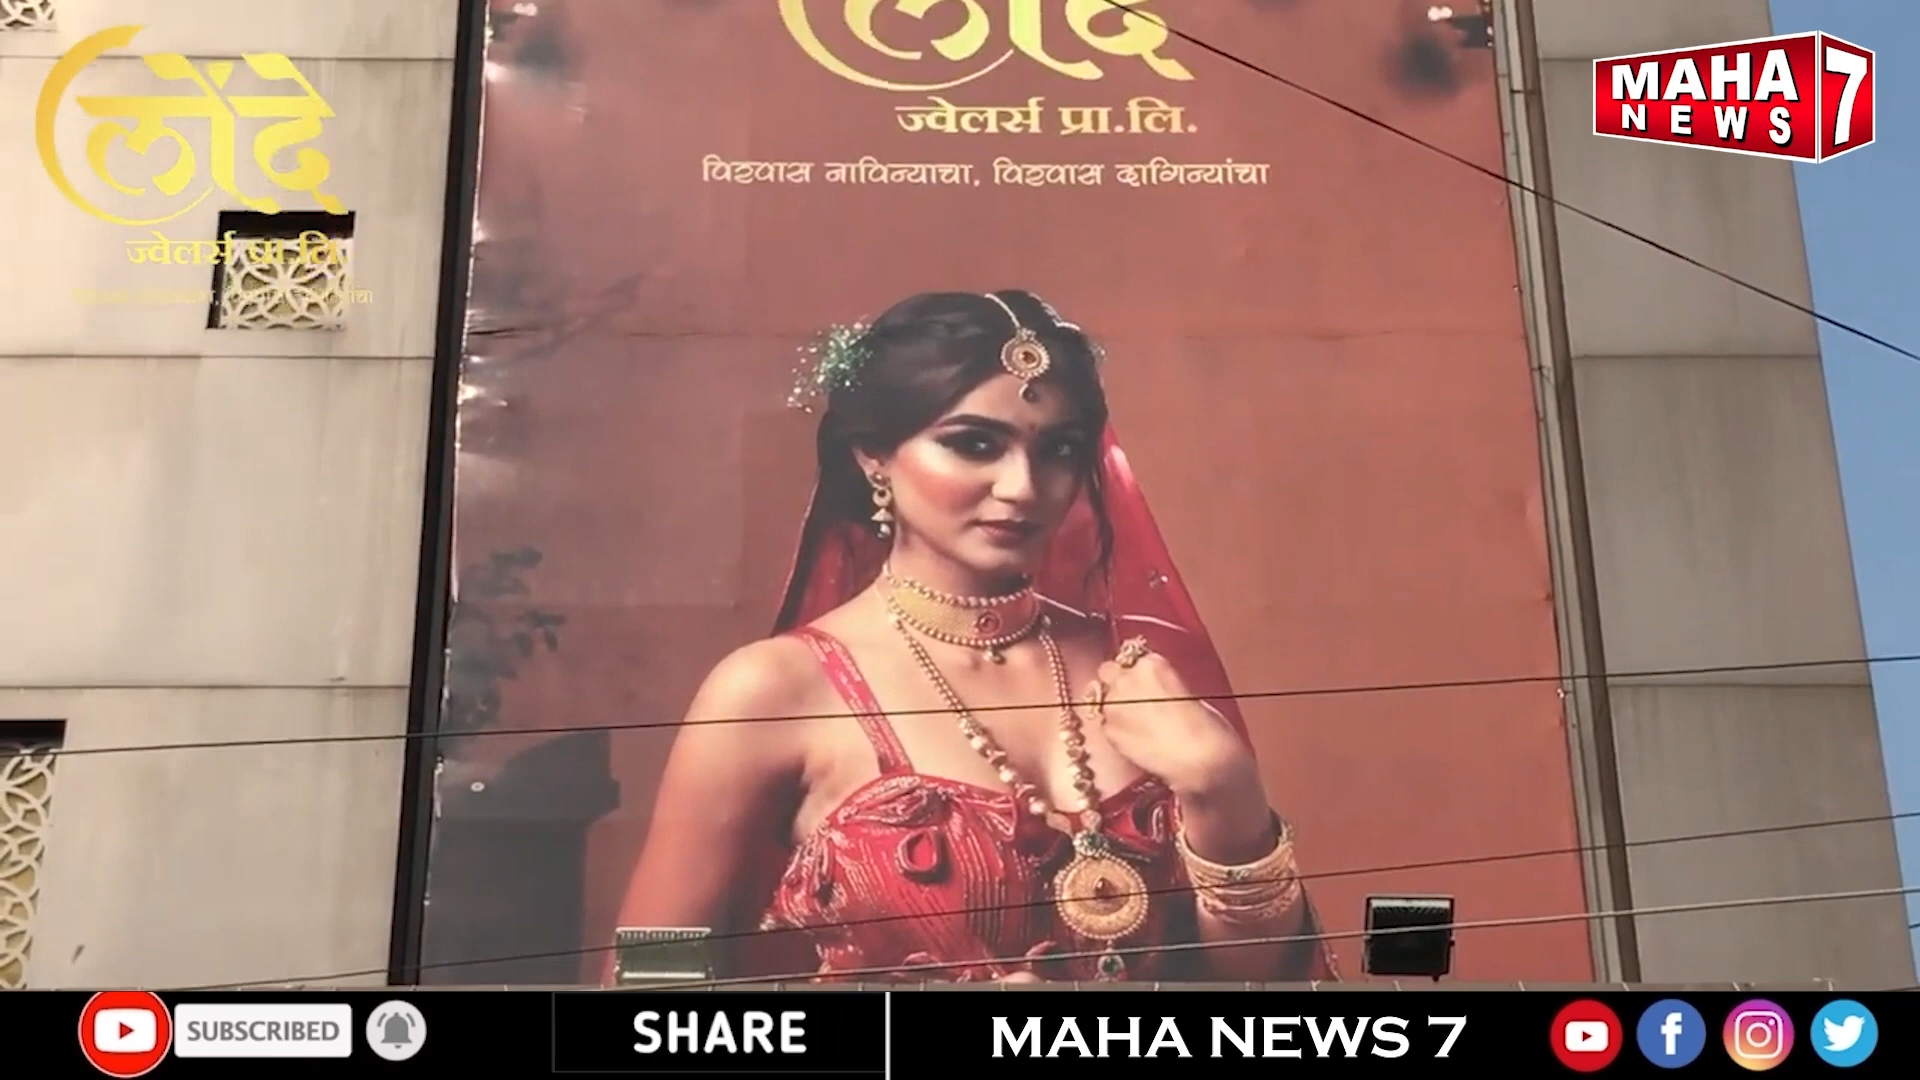 लोंदे
ज्वेलर्स प्रा.लि.
लोंदे
ज्वेलर्स प्रा.लि.
विश्वास नाविन्याचा, विश्वास दागिन्यांचा
MAHA
NEWS
7
SUBSCRIBED
SHARE
MAHA NEWS 7